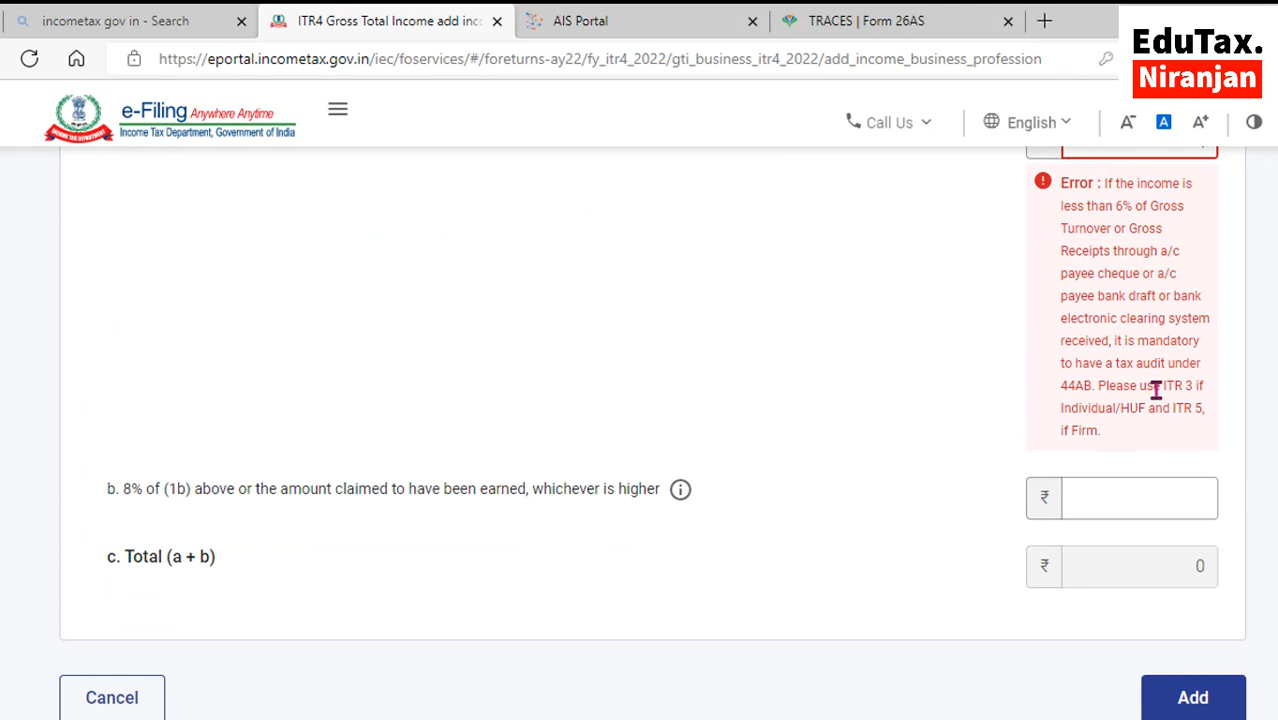 incometax gov in - Search
ITR4 Gross Total Income add inc
AIS Portal
TRACES | Form 26AS
EduTax.
Niranjan
https://eportal.incometax.gov.in/iec/foservices/#/foreturns-ay22/fy_itr4_2022/gti_business_itr4_2022/add_income_business_profession
e-Filing Anywhere Anytime
Income Tax Department, Government of India
Call Us
English
A-
A
A+
Error : If the income is
less than 6% of Gross
Turnover or Gross
Receipts through a/c
payee cheque or a/c
payee bank draft or bank
electronic clearing system
received, it is mandatory
to have a tax audit under
44AB. Please use ITR 3 if
Individual/HUF and ITR 5,
if Firm.
b. 8% of (1b) above or the amount claimed to have been earned, whichever is higher
₹
c. Total (a + b)
₹ 0
Cancel
Add